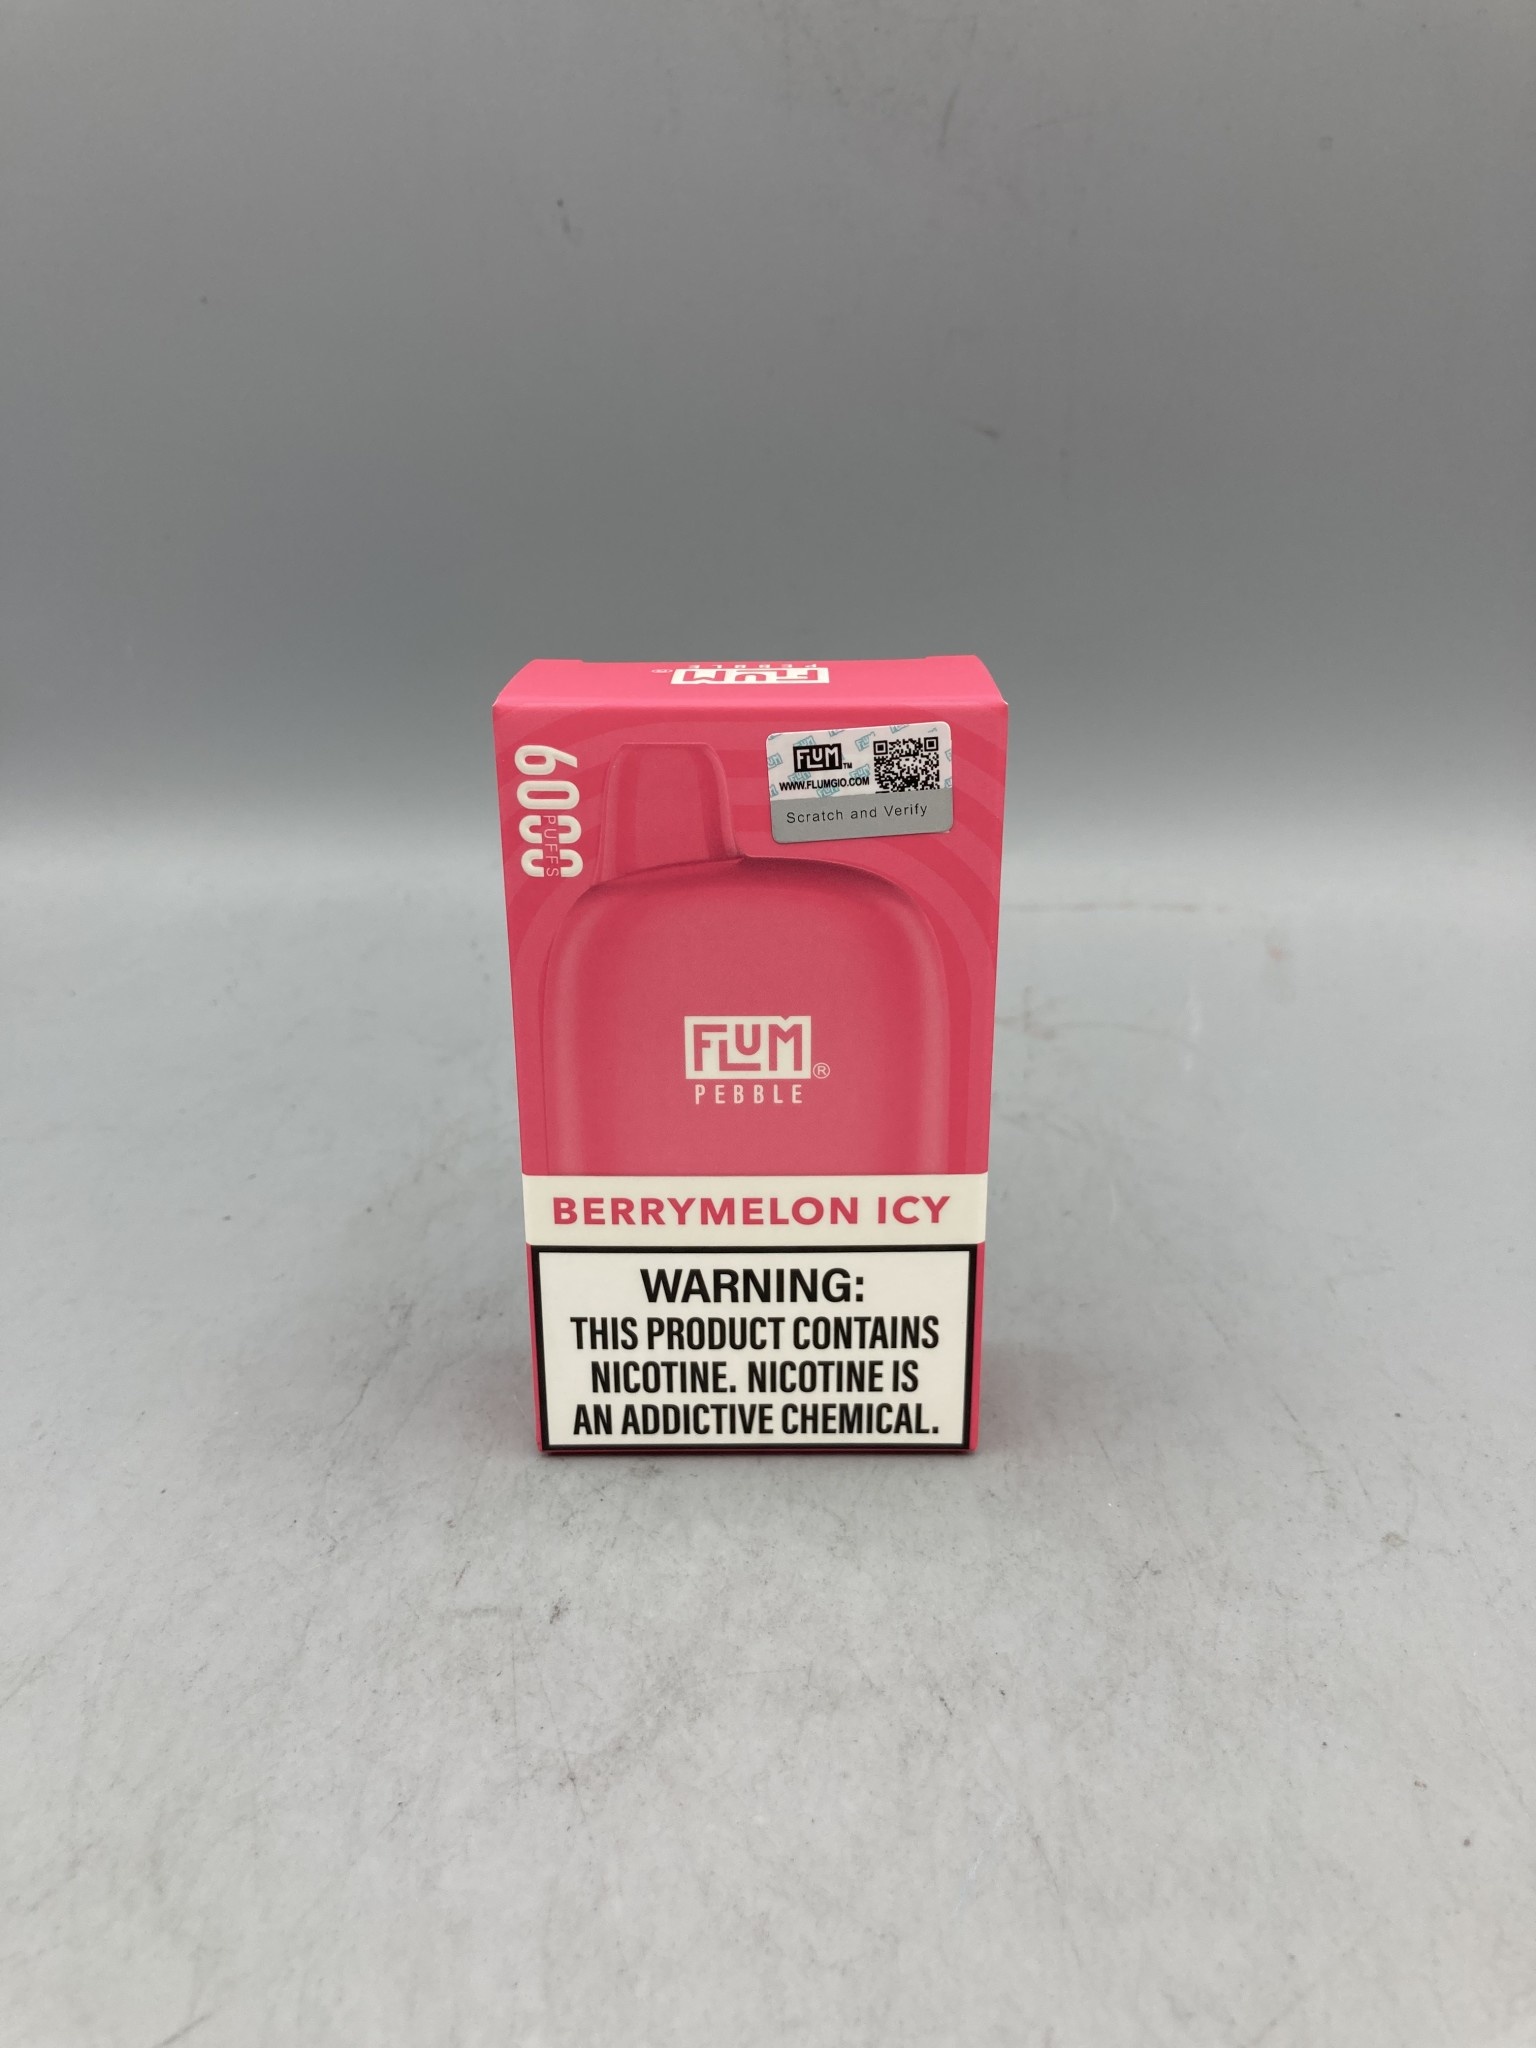 FLUM®
PEBBLE
6000
PUFFS
FLUM™
WWW.FLUMGIO.COM
Scratch and Verify
FLUM®
PEBBLE
BERRYMELON ICY
WARNING:
THIS PRODUCT CONTAINS
NICOTINE. NICOTINE IS
AN ADDICTIVE CHEMICAL.